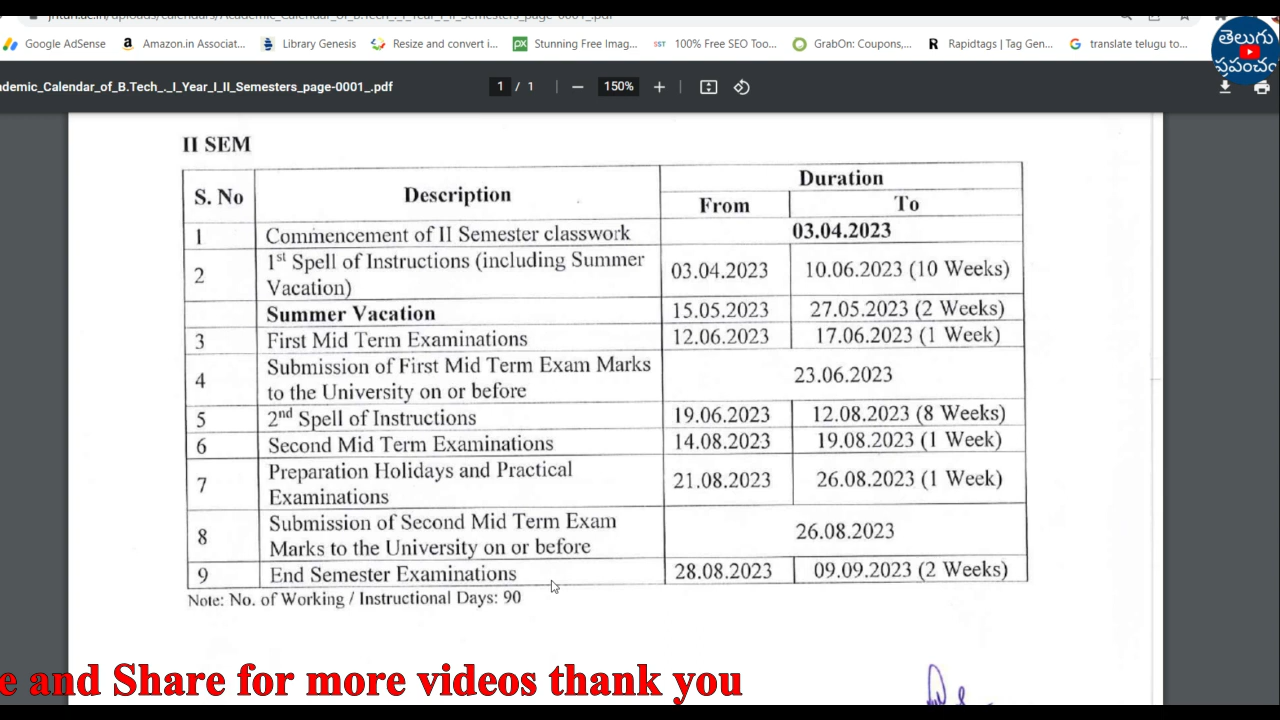 Google AdSense Amazon.in Associat... Library Genesis Resize and convert i... Stunning Free Imag... SST 100% Free SEO Too... GrabOn: Coupons,... Rapidtags | Tag Gen... translate telugu to...
తెలుగు
ప్రపంచం
ademic_Calendar_of_B.Tech_._I_Year_I_II_Semesters_page-0001_.pdf 1 / 1 150%
II SEM
S. No Description Duration
From To
1 Commencement of II Semester classwork 03.04.2023
2 1st Spell of Instructions (including Summer Vacation) 03.04.2023 10.06.2023 (10 Weeks)
Summer Vacation 15.05.2023 27.05.2023 (2 Weeks)
3 First Mid Term Examinations 12.06.2023 17.06.2023 (1 Week)
4 Submission of First Mid Term Exam Marks to the University on or before 23.06.2023
5 2nd Spell of Instructions 19.06.2023 12.08.2023 (8 Weeks)
6 Second Mid Term Examinations 14.08.2023 19.08.2023 (1 Week)
7 Preparation Holidays and Practical Examinations 21.08.2023 26.08.2023 (1 Week)
8 Submission of Second Mid Term Exam Marks to the University on or before 26.08.2023
9 End Semester Examinations 28.08.2023 09.09.2023 (2 Weeks)
Note: No. of Working / Instructional Days: 90
e and Share for more videos thank you